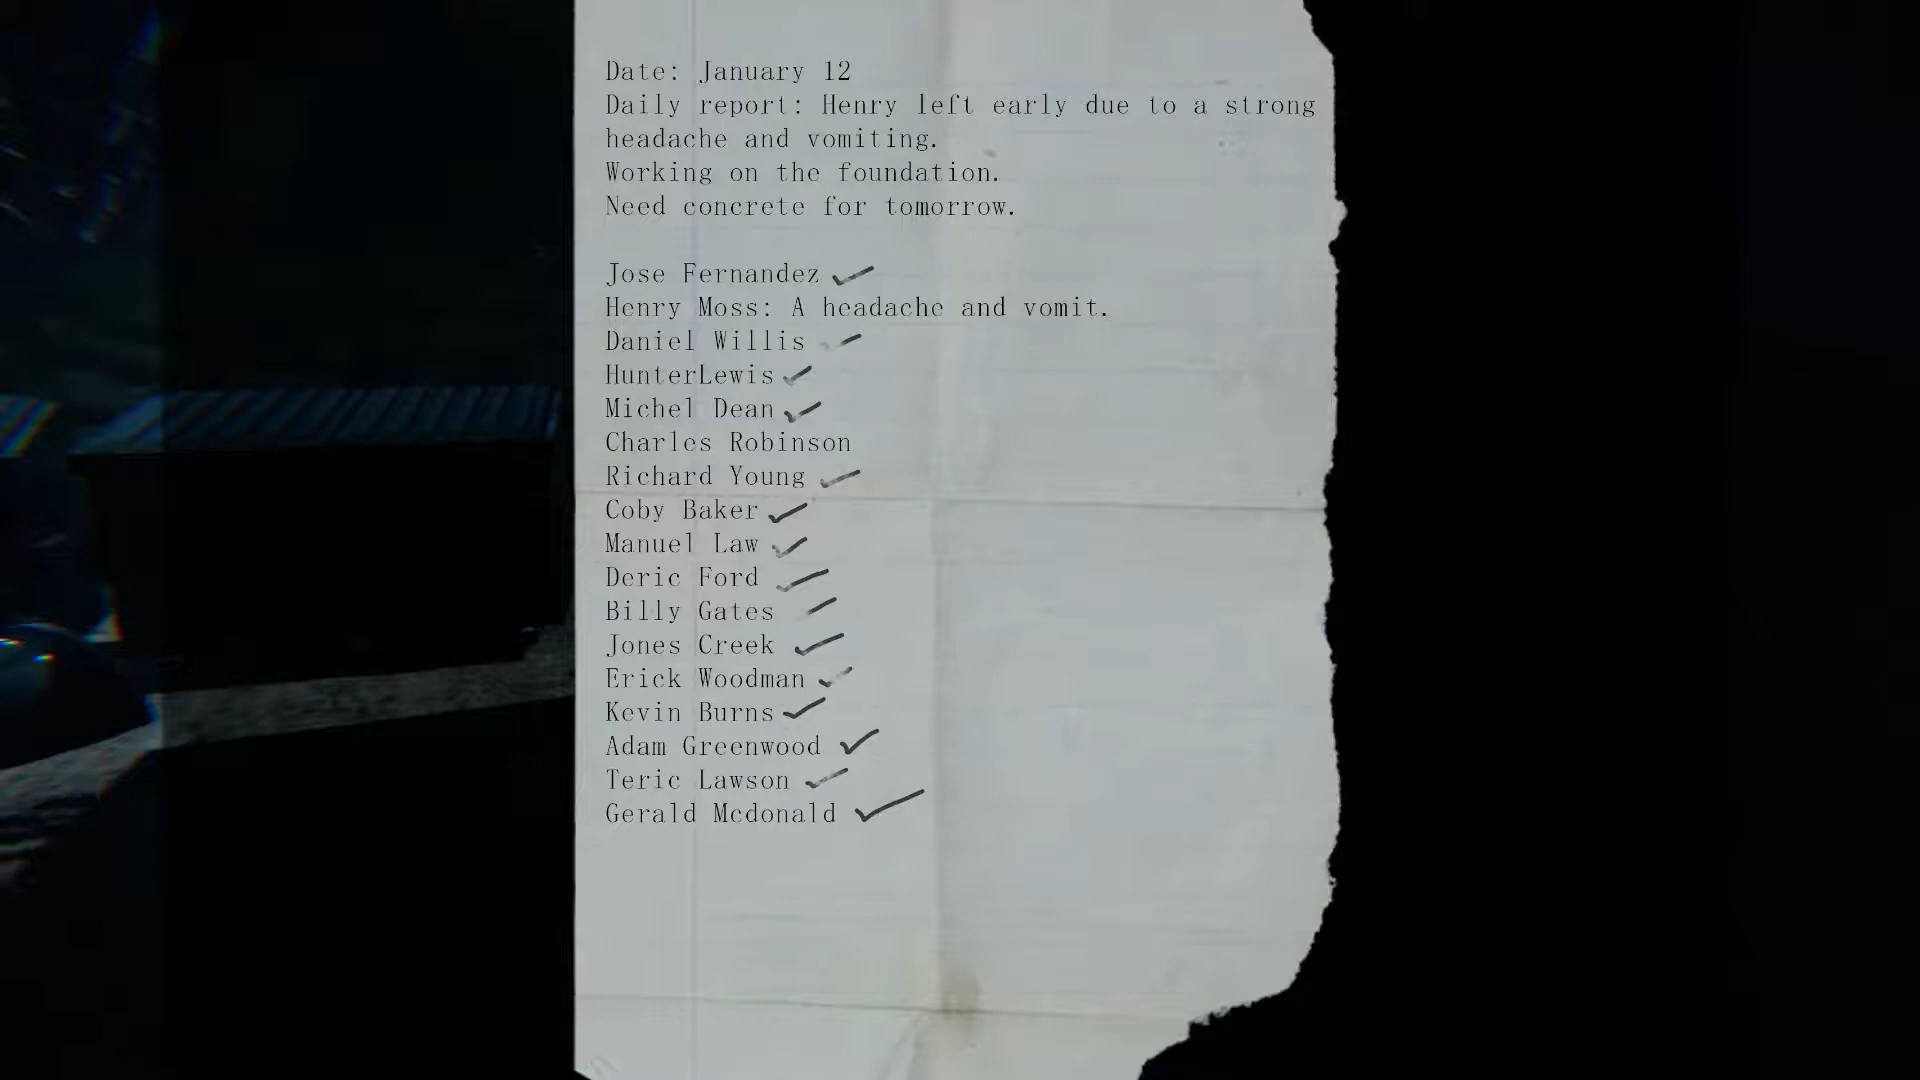 Date: January 12
Daily report: Henry left early due to a strong
headache and vomiting.
Working on the foundation.
Need concrete for tomorrow.
Jose Fernandez ✓
Henry Moss: A headache and vomit.
Daniel Willis ✓
HunterLewis ✓
Michel Dean ✓
Charles Robinson
Richard Young ✓
Coby Baker ✓
Manuel Law ✓
Deric Ford ✓
Billy Gates ✓
Jones Creek ✓
Erick Woodman ✓
Kevin Burns ✓
Adam Greenwood ✓
Teric Lawson ✓
Gerald Mcdonald ✓